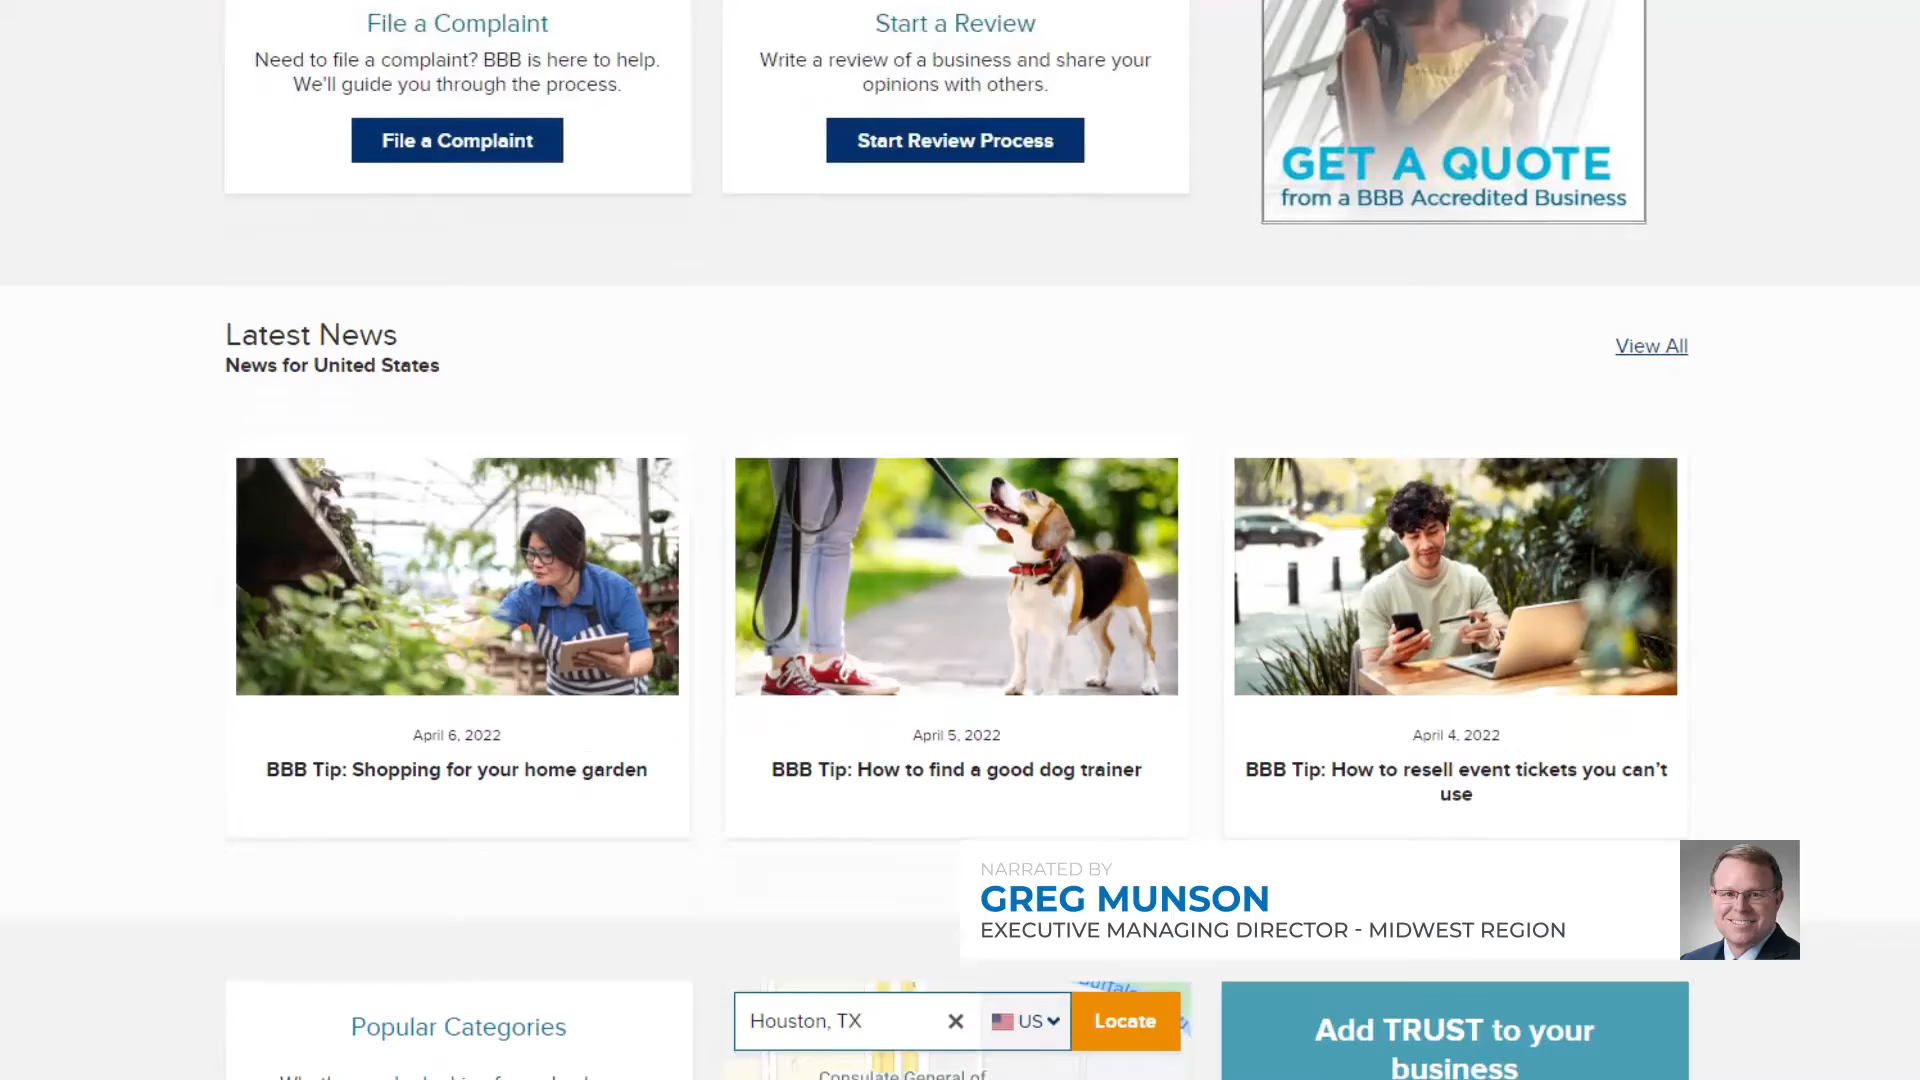 File a Complaint
Need to file a complaint? BBB is here to help.
We'll guide you through the process.
File a Complaint
Start a Review
Write a review of a business and share your
opinions with others.
Start Review Process
GET A QUOTE
from a BBB Accredited Business
Latest News
News for United States
View All
April 6, 2022
BBB Tip: Shopping for your home garden
April 5, 2022
BBB Tip: How to find a good dog trainer
April 4, 2022
BBB Tip: How to resell event tickets you can't
use
NARRATED BY
GREG MUNSON
EXECUTIVE MANAGING DIRECTOR - MIDWEST REGION
Popular Categories
Houston, TX
US
Locate
Consulate General of
Add TRUST to your
business